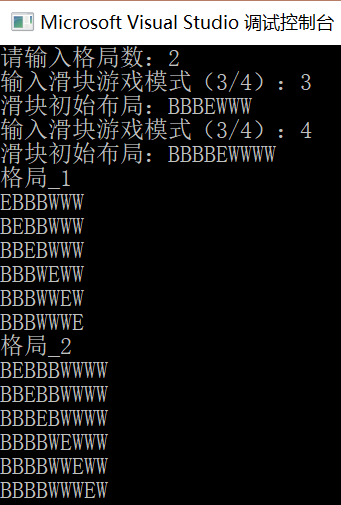 Microsoft Visual Studio 调试控制台
请输入格局数：2
输入滑块游戏模式（3/4）：3
滑块初始布局：BBBEWWW
输入滑块游戏模式（3/4）：4
滑块初始布局：BBBBEWWWW
格局_1
EBBBWWW
BEBBWWW
BBEBWWW
BBBWEWW
BBBWWEW
BBBWWWE
格局_2
BEBBBWWWW
BBEBBWWWW
BBBEBWWWW
BBBBWEWWW
BBBBWWEWW
BBBBWWWEW